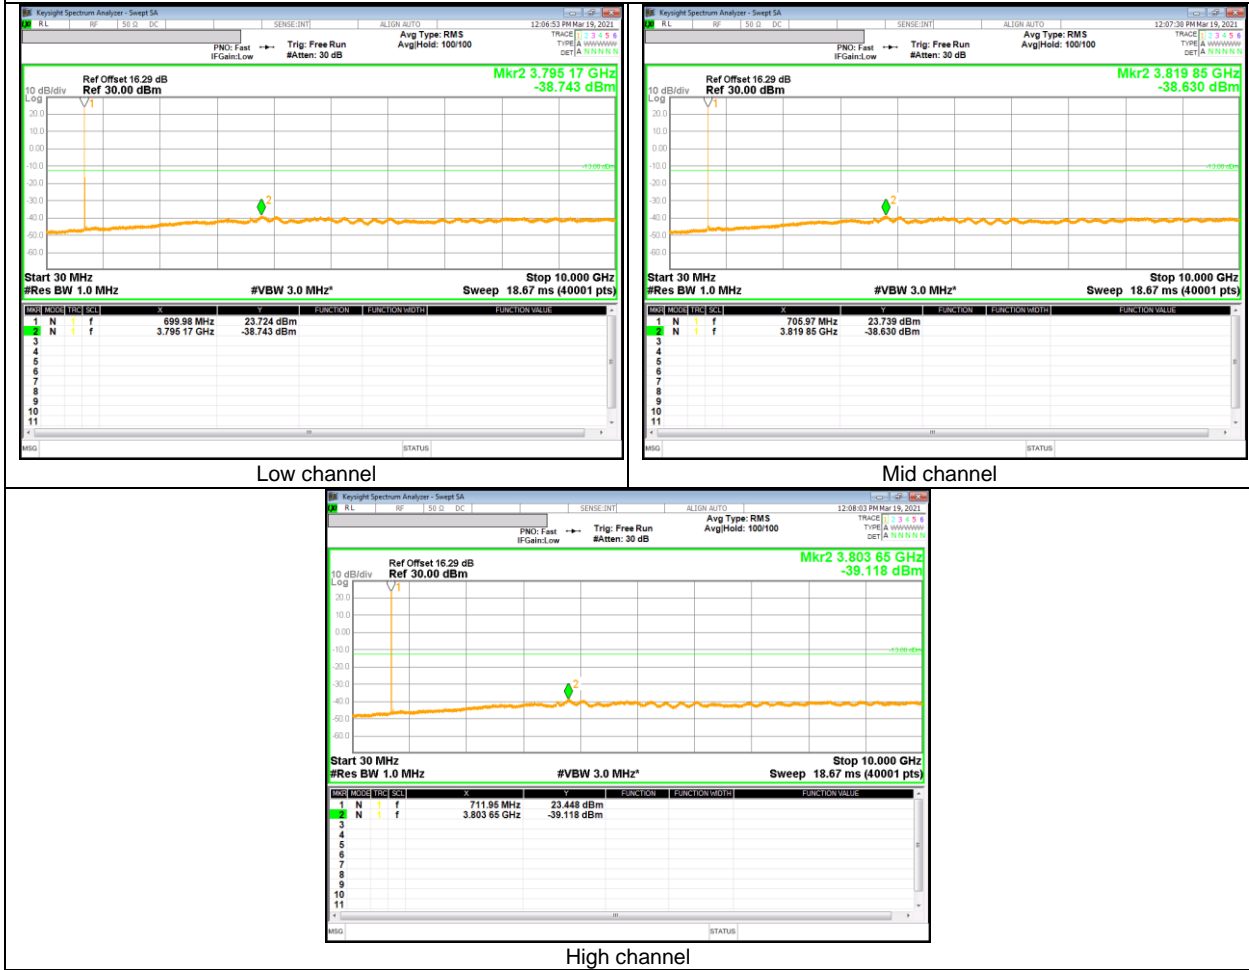 Keysight Spectrum Analyzer - Swept SA
RL RF 50 Ω DC SENSE:INT ALIGN AUTO 12:06:53 PM Mar 19, 2021
PNO: Fast Trig: Free Run Avg Type: RMS TRACE 1 2 3 4 5 6
IFGain:Low #Atten: 30 dB Avg|Hold: 100/100 TYPE A WWWWW
DET A N N N N N
Mkr2 3.795 17 GHz
-38.743 dBm
Ref Offset 16.29 dB
10 dB/div Ref 30.00 dBm
Log
1
20.0
10.0
0.00
-10.0
-13.00 dBm
-20.0
-30.0
2
-40.0
-50.0
-60.0
Start 30 MHz Stop 10.000 GHz
#Res BW 1.0 MHz #VBW 3.0 MHz* Sweep 18.67 ms (40001 pts)
MKR MODE TRC SCL X Y FUNCTION FUNCTION WIDTH FUNCTION VALUE
1 N 1 f 699.98 MHz 23.724 dBm
2 N 1 f 3.795 17 GHz -38.743 dBm
3
4
5
6
7
8
9
10
11
MSG STATUS
Low channel
Keysight Spectrum Analyzer - Swept SA
RL RF 50 Ω DC SENSE:INT ALIGN AUTO 12:07:38 PM Mar 19, 2021
PNO: Fast Trig: Free Run Avg Type: RMS TRACE 1 2 3 4 5 6
IFGain:Low #Atten: 30 dB Avg|Hold: 100/100 TYPE A WWWWW
DET A N N N N N
Mkr2 3.819 85 GHz
-38.630 dBm
Ref Offset 16.29 dB
10 dB/div Ref 30.00 dBm
Log
1
20.0
10.0
0.00
-10.0
-13.00 dBm
-20.0
-30.0
2
-40.0
-50.0
-60.0
Start 30 MHz Stop 10.000 GHz
#Res BW 1.0 MHz #VBW 3.0 MHz* Sweep 18.67 ms (40001 pts)
MKR MODE TRC SCL X Y FUNCTION FUNCTION WIDTH FUNCTION VALUE
1 N 1 f 705.97 MHz 23.739 dBm
2 N 1 f 3.819 85 GHz -38.630 dBm
3
4
5
6
7
8
9
10
11
MSG STATUS
Mid channel
Keysight Spectrum Analyzer - Swept SA
RL RF 50 Ω DC SENSE:INT ALIGN AUTO 12:08:03 PM Mar 19, 2021
PNO: Fast Trig: Free Run Avg Type: RMS TRACE 1 2 3 4 5 6
IFGain:Low #Atten: 30 dB Avg|Hold: 100/100 TYPE A WWWWW
DET A N N N N N
Mkr2 3.803 65 GHz
-39.118 dBm
Ref Offset 16.29 dB
10 dB/div Ref 30.00 dBm
Log
1
20.0
10.0
0.00
-10.0
-13.00 dBm
-20.0
-30.0
2
-40.0
-50.0
-60.0
Start 30 MHz Stop 10.000 GHz
#Res BW 1.0 MHz #VBW 3.0 MHz* Sweep 18.67 ms (40001 pts)
MKR MODE TRC SCL X Y FUNCTION FUNCTION WIDTH FUNCTION VALUE
1 N 1 f 711.95 MHz 23.448 dBm
2 N 1 f 3.803 65 GHz -39.118 dBm
3
4
5
6
7
8
9
10
11
MSG STATUS
High channel